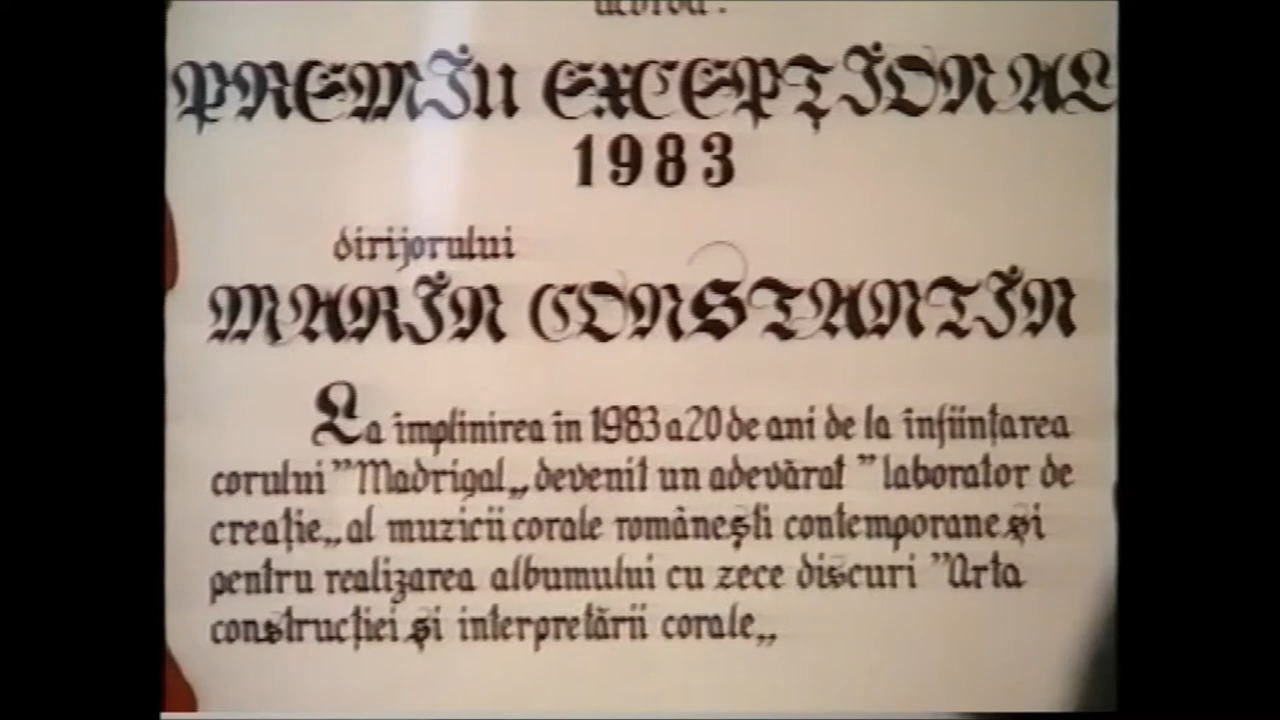 PREMIU EXCEPȚIONAL
1983
dirijorului
MARIN CONSTANTIN
La împlinirea în 1983 a 20 de ani de la înființarea
corului "Madrigal„ devenit un adevărat "laborator de
creație„ al muzicii corale românești contemporane și
pentru realizarea albumului cu zece discuri "Arta
construcției și interpretării corale„